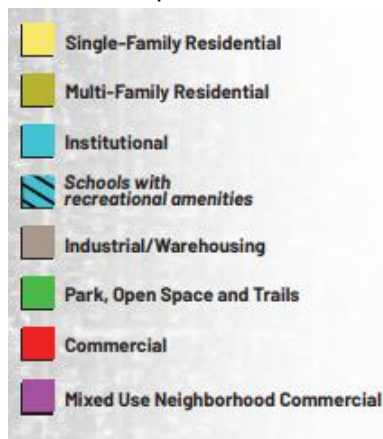 Single-Family Residential
Multi-Family Residential
Institutional
Schools with
recreational amenities
Industrial/Warehousing
Park, Open Space and Trails
Commercial
Mixed Use Neighborhood Commercial